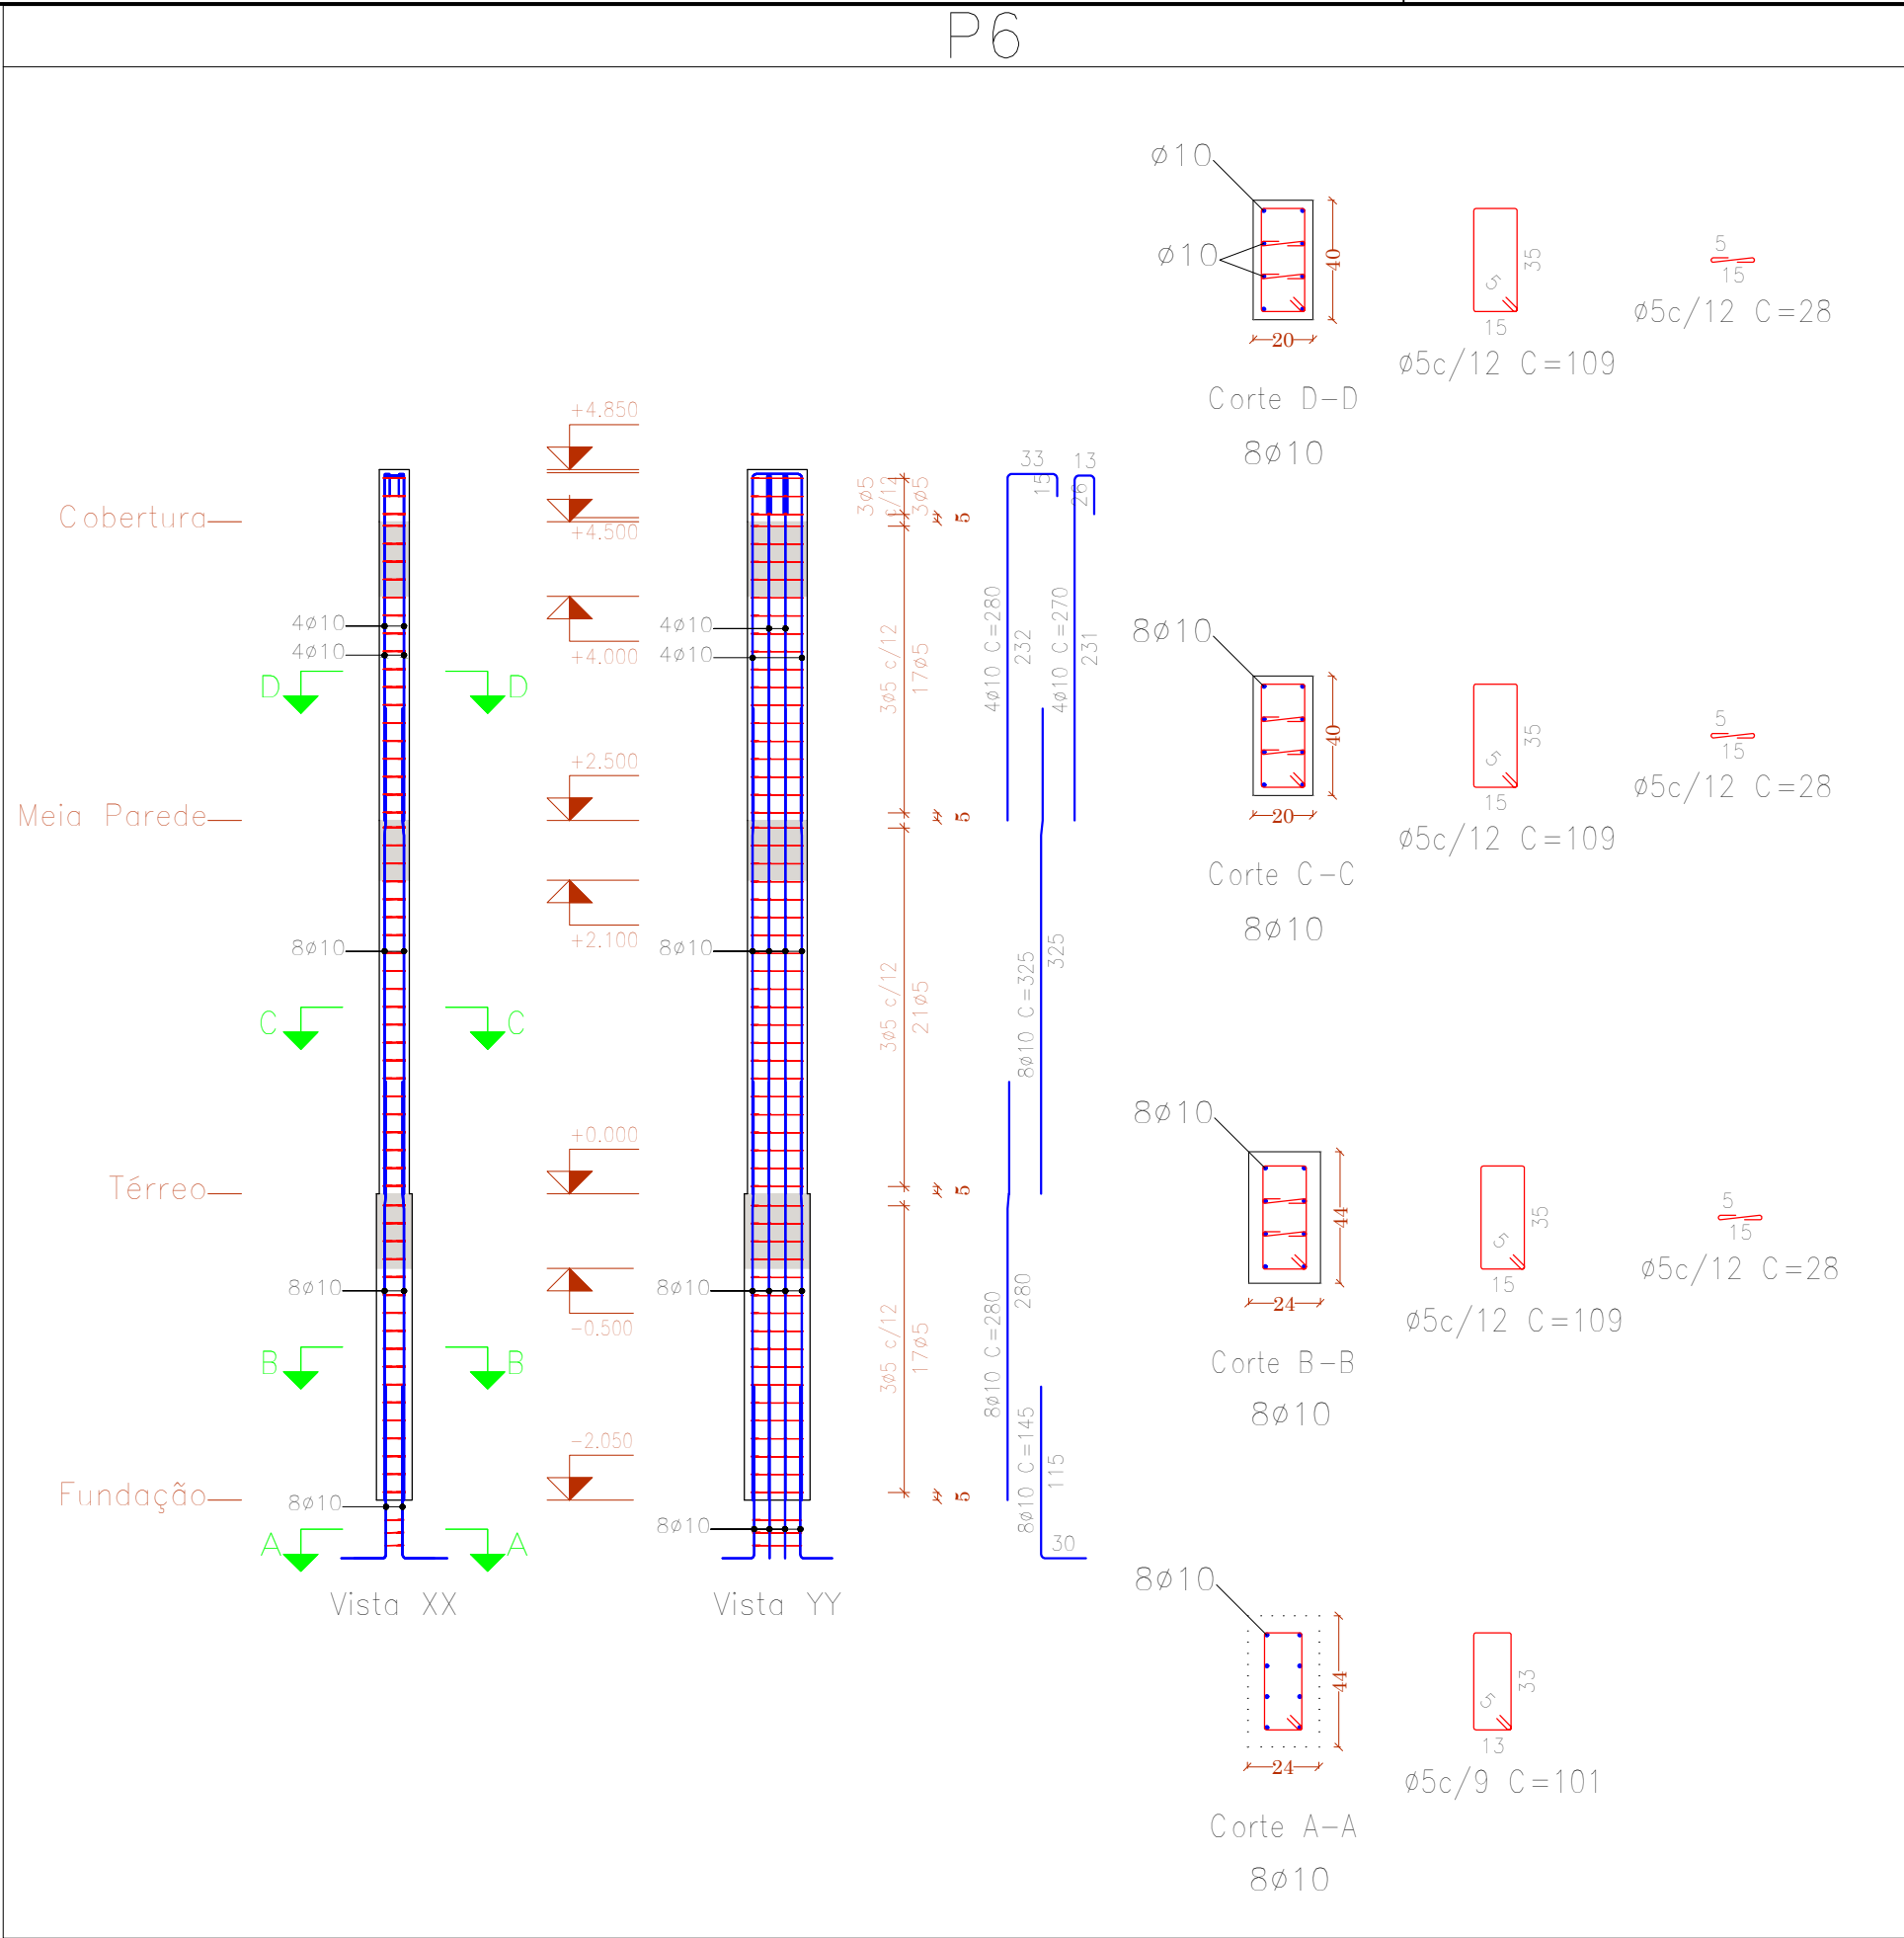 P6
ø10
ø10
40
20
Corte D-D
8ø10
5
35
15
ø5c/12 C=109
5
15
ø5c/12 C=28
Cobertura
Meia Parede
Térreo
Fundação
4ø10
4ø10
8ø10
8ø10
8ø10
D
D
C
C
B
B
A
A
Vista XX
+4.850
+4.500
+4.000
+2.500
+2.100
+0.000
-0.500
-2.050
4ø10
4ø10
8ø10
8ø10
8ø10
Vista YY
3ø5
c/12
3ø5
5
3ø5 c/12
17ø5
5
3ø5 c/12
21ø5
5
3ø5 c/12
17ø5
5
33
15
4ø10 C=280
232
13
26
4ø10 C=270
231
8ø10 C=325
325
8ø10 C=280
280
8ø10 C=145
115
30
8ø10
40
20
Corte C-C
8ø10
5
35
15
ø5c/12 C=109
5
15
ø5c/12 C=28
8ø10
44
24
Corte B-B
8ø10
5
35
15
ø5c/12 C=109
5
15
ø5c/12 C=28
8ø10
44
24
Corte A-A
8ø10
5
33
13
ø5c/9 C=101